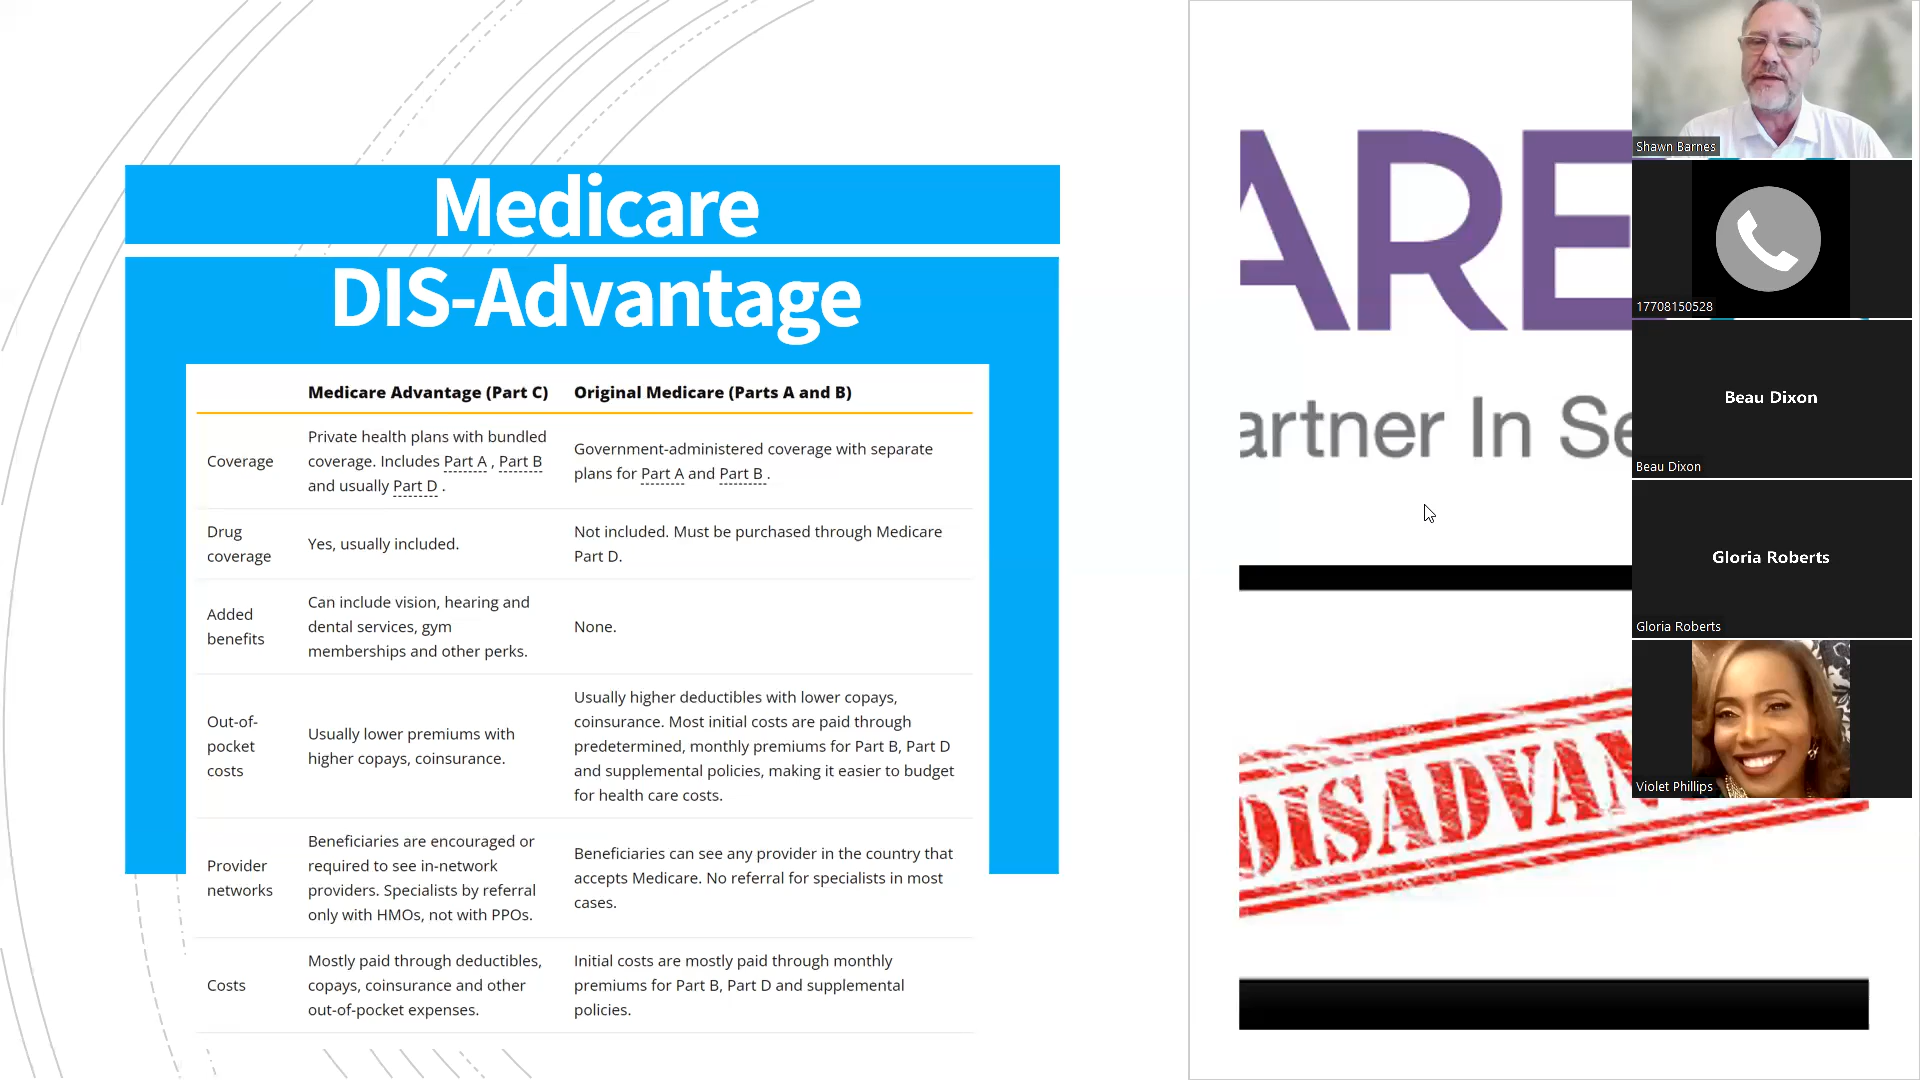 Medicare
DIS-Advantage
Medicare Advantage (Part C) Original Medicare (Parts A and B)
Coverage
Private health plans with bundled
coverage. Includes Part A , Part B
and usually Part D .
Government-administered coverage with separate
plans for Part A and Part B .
Drug
coverage
Yes, usually included.
Not included. Must be purchased through Medicare
Part D.
Added
benefits
Can include vision, hearing and
dental services, gym
memberships and other perks.
None.
Out-of-
pocket
costs
Usually lower premiums with
higher copays, coinsurance.
Usually higher deductibles with lower copays,
coinsurance. Most initial costs are paid through
predetermined, monthly premiums for Part B, Part D
and supplemental policies, making it easier to budget
for health care costs.
Provider
networks
Beneficiaries are encouraged or
required to see in-network
providers. Specialists by referral
only with HMOs, not with PPOs.
Beneficiaries can see any provider in the country that
accepts Medicare. No referral for specialists in most
cases.
Costs
Mostly paid through deductibles,
copays, coinsurance and other
out-of-pocket expenses.
Initial costs are mostly paid through monthly
premiums for Part B, Part D and supplemental
policies.
ARE
artner In Se
DISADVAN
Shawn Barnes
17708150528
Beau Dixon
Beau Dixon
Gloria Roberts
Gloria Roberts
Violet Phillips